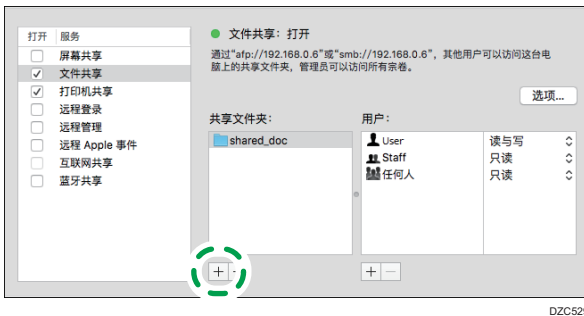 打开 服务
屏幕共享
文件共享
打印机共享
远程登录
远程管理
远程 Apple 事件
互联网共享
蓝牙共享
文件共享：打开
通过“afp://192.168.0.6”或“smb://192.168.0.6”，其他用户可以访问这台电
脑上的共享文件夹，管理员可以访问所有宗卷。
选项...
共享文件夹：
shared_doc
用户：
User 读与写
Staff 只读
任何人 只读
+ −
+ −
DZC52